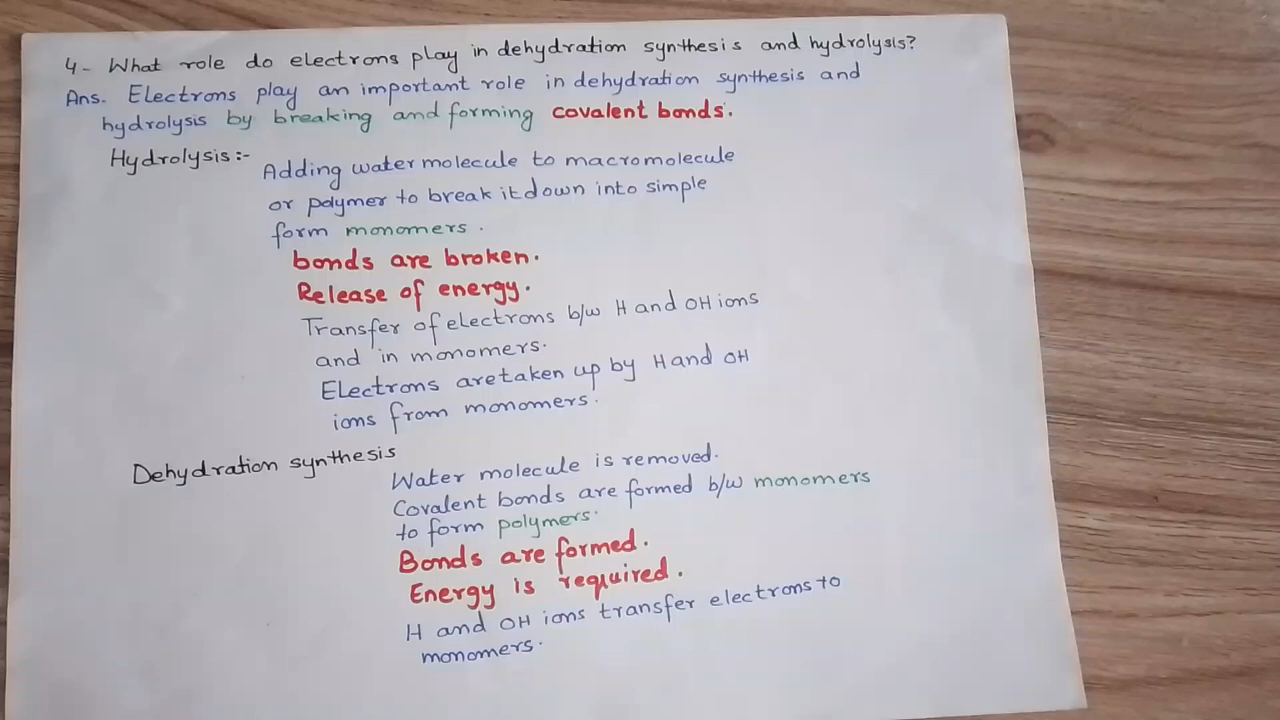 4- What role do electrons play in dehydration synthesis and hydrolysis?
Ans. Electrons play an important role in dehydration synthesis and
hydrolysis by breaking and forming covalent bonds.
Hydrolysis:-
Adding water molecule to macromolecule
or polymer to break it down into simple
form monomers.
bonds are broken.
Release of energy.
Transfer of electrons b/w H and OH ions
and in monomers.
Electrons are taken up by H and OH
ions from monomers.
Dehydration synthesis
Water molecule is removed.
Covalent bonds are formed b/w monomers
to form polymers.
Bonds are formed.
Energy is required.
H and OH ions transfer electrons to
monomers.